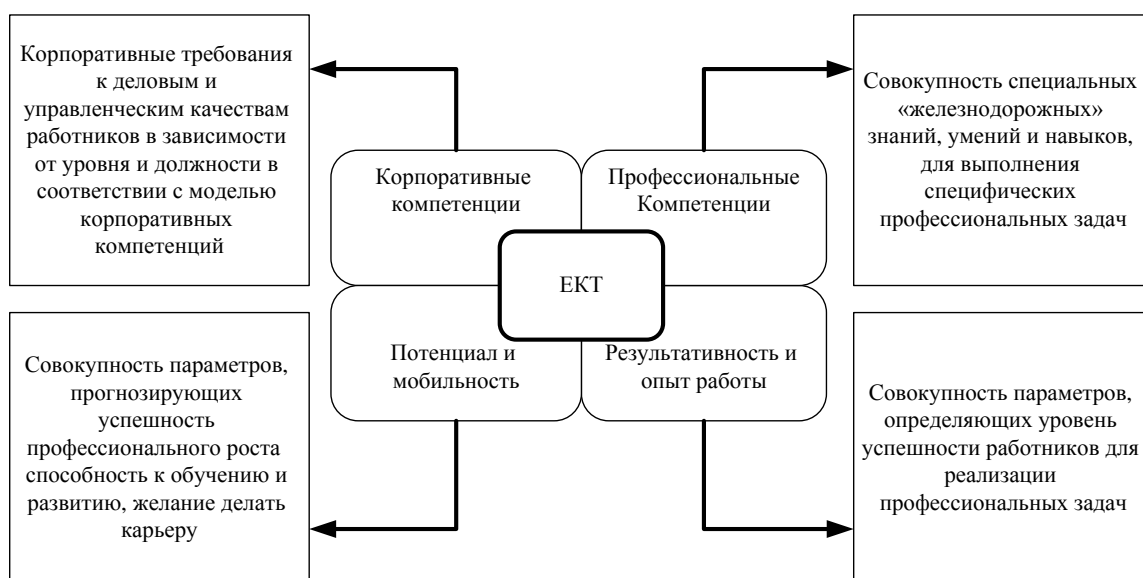 Корпоративные требования
к деловым и
управленческим качествам
работников в зависимости
от уровня и должности в
соответствии с моделью
корпоративных
компетенций
Совокупность специальных
«железнодорожных»
знаний, умений и навыков,
для выполнения
специфических
профессиональных задач
Корпоративные
компетенции
Профессиональные
Компетенции
ЕКТ
Потенциал и
мобильность
Результативность и
опыт работы
Совокупность параметров,
прогнозирующих
успешность
профессионального роста
способность к обучению и
развитию, желание делать
карьеру
Совокупность параметров,
определяющих уровень
успешности работников для
реализации
профессиональных задач